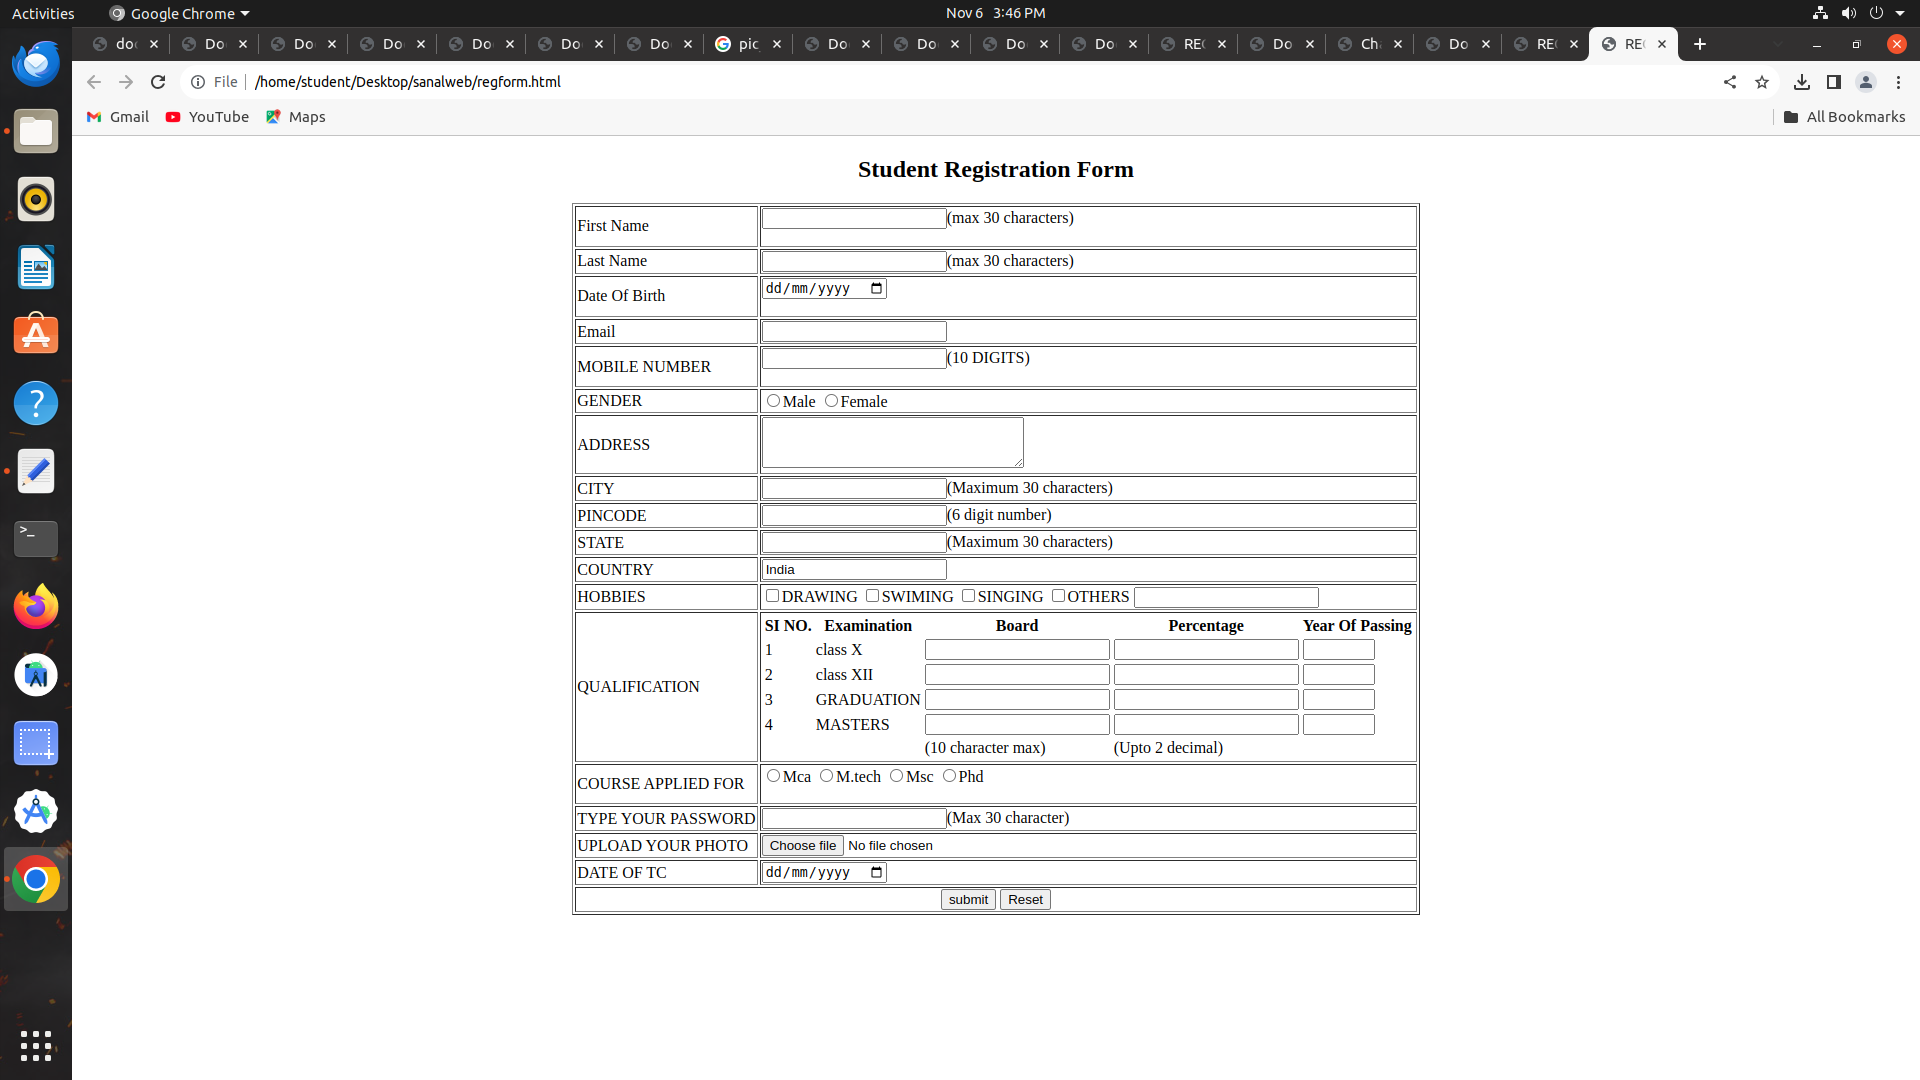 Activities Google Chrome Nov 6 3:46 PM
doc Do Do Do Do Do Do pic Do Do Do Do REC Do Ch Do REC REC
File /home/student/Desktop/sanalweb/regform.html
Gmail YouTube Maps All Bookmarks
Student Registration Form
First Name (max 30 characters)
Last Name (max 30 characters)
Date Of Birth dd/mm/yyyy
Email
MOBILE NUMBER (10 DIGITS)
GENDER Male Female
ADDRESS
CITY (Maximum 30 characters)
PINCODE (6 digit number)
STATE (Maximum 30 characters)
COUNTRY India
HOBBIES DRAWING SWIMING SINGING OTHERS
QUALIFICATION
SI NO. Examination Board Percentage Year Of Passing
1 class X
2 class XII
3 GRADUATION
4 MASTERS
(10 character max) (Upto 2 decimal)
COURSE APPLIED FOR Mca M.tech Msc Phd
TYPE YOUR PASSWORD (Max 30 character)
UPLOAD YOUR PHOTO Choose file No file chosen
DATE OF TC dd/mm/yyyy
submit Reset